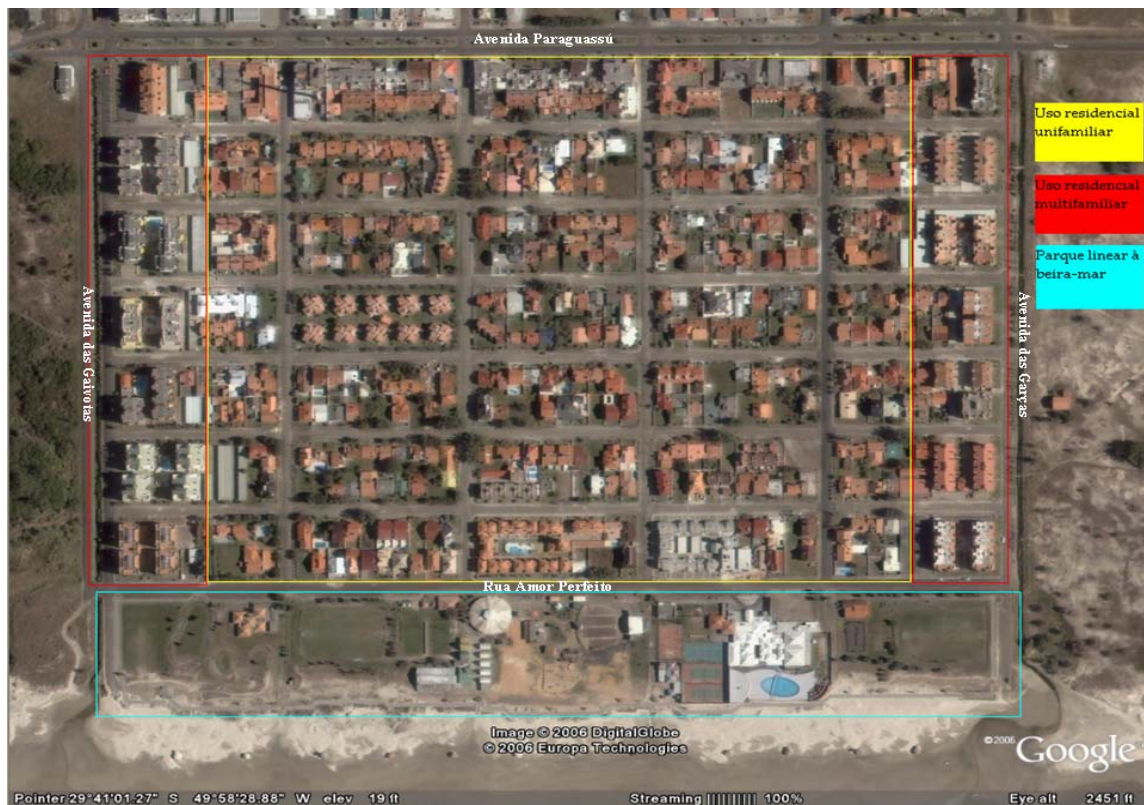 Avenida Paraguassú
Uso residencial
unifamiliar
Uso residencial
multifamiliar
Parque linear à
beira-mar
Avenida das Gaivotas
Avenida das Garças
Rua Amor Perfeito
Image © 2006 DigitalGlobe
© 2006 Europa Technologies
©2006 Google
Pointer 29°41'01.27" S 49°58'28.88" W elev 19 ft
Streaming |||||||||| 100%
Eye alt 2451 ft